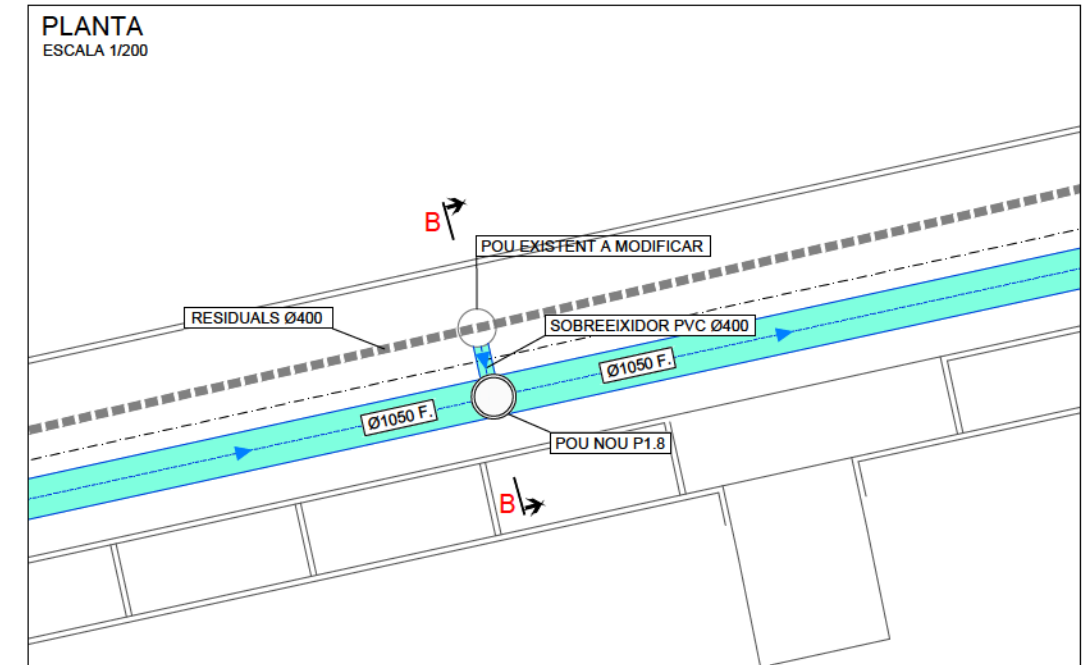 PLANTA
ESCALA 1/200
B
POU EXISTENT A MODIFICAR
RESIDUALS Ø400
SOBREEIXIDOR PVC Ø400
Ø1050 F.
Ø1050 F.
POU NOU P1.8
B